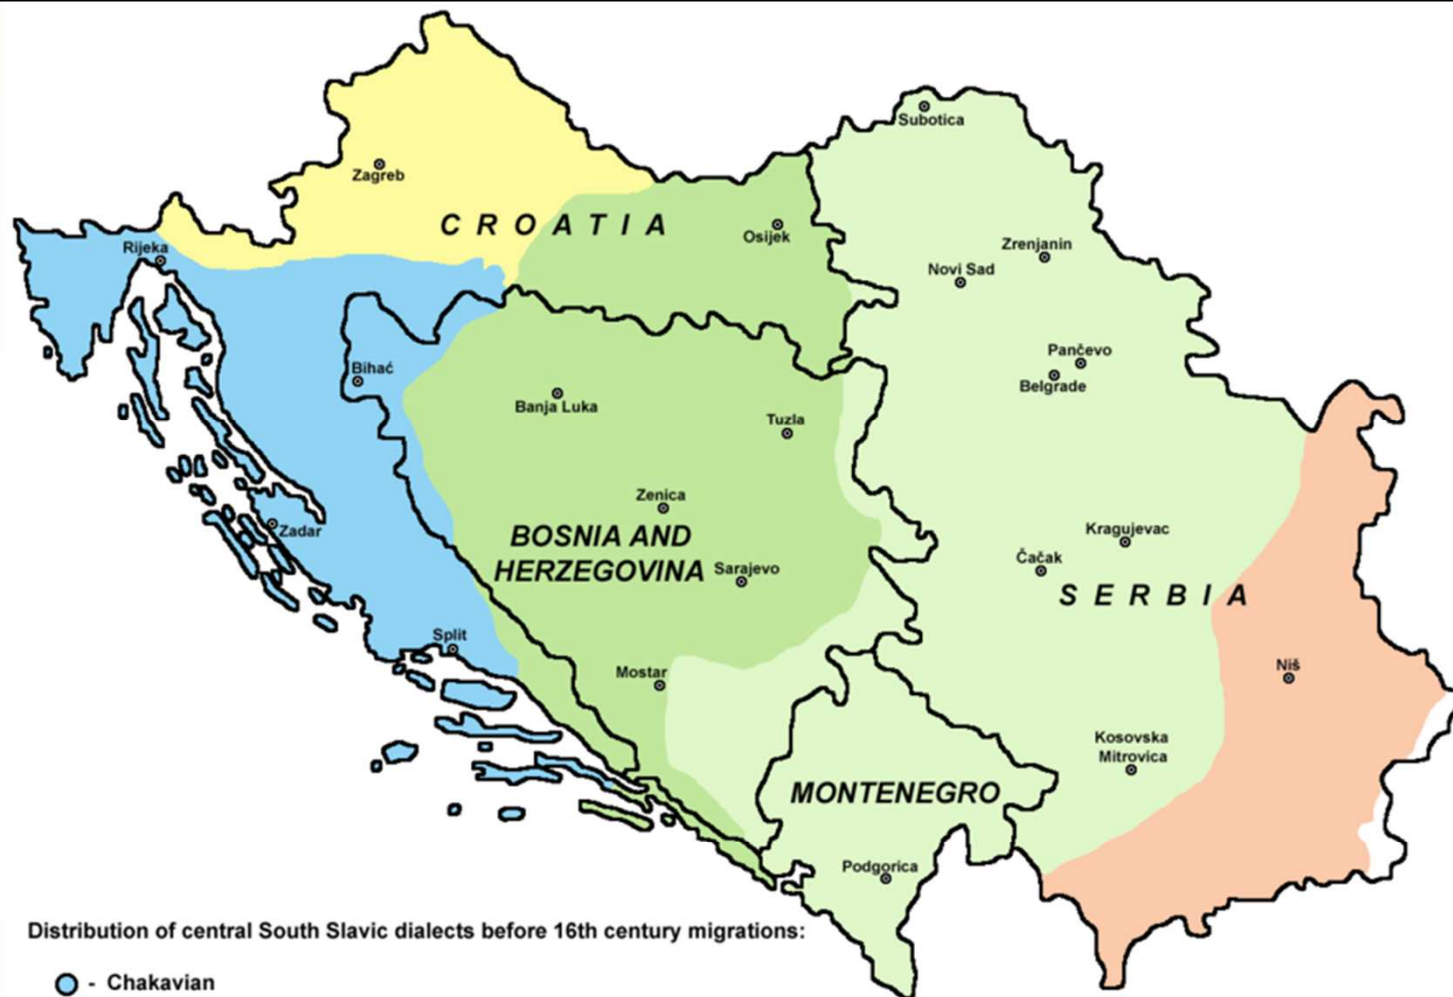 Subotica
Zagreb
CROATIA
Osijek
Rijeka
Zrenjanin
Novi Sad
Pančevo
Belgrade
Bihać
Banja Luka
Tuzla
Zenica
Zadar
BOSNIA AND
HERZEGOVINA
Sarajevo
Kragujevac
Čačak
SERBIA
Split
Mostar
Niš
Kosovska
Mitrovica
MONTENEGRO
Podgorica
Distribution of central South Slavic dialects before 16th century migrations:
- Chakavian